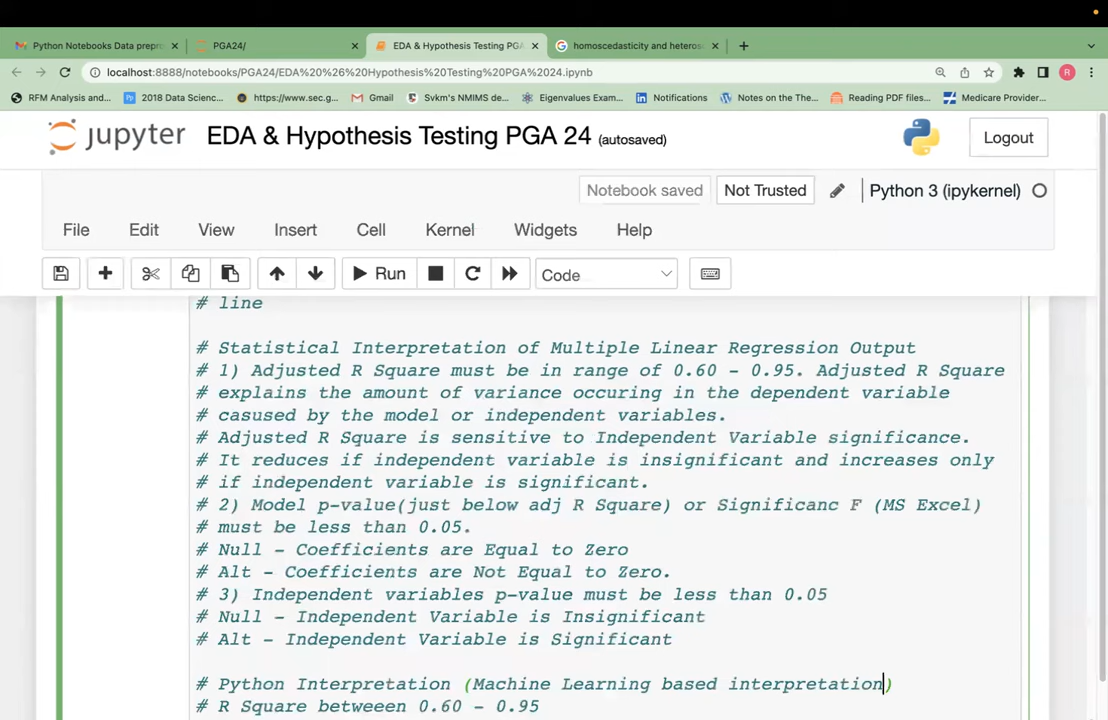 Python Notebooks Data prepr
PGA24/
EDA & Hypothesis Testing PGA
homoscedasticity and heteros
localhost:8888/notebooks/PGA24/EDA%20%26%20Hypothesis%20Testing%20PGA%2024.ipynb
R
RFM Analysis and...
2018 Data Scienc...
https://www.sec.g...
Gmail
Svkm's NMIMS de...
Eigenvalues Exam...
Notifications
Notes on the The...
Reading PDF files...
Medicare Provider...
jupyter
EDA & Hypothesis Testing PGA 24 (autosaved)
Logout
Notebook saved
Not Trusted
Python 3 (ipykernel)
File
Edit
View
Insert
Cell
Kernel
Widgets
Help
Run
Code
# line
# Statistical Interpretation of Multiple Linear Regression Output
# 1) Adjusted R Square must be in range of 0.60 - 0.95. Adjusted R Square
# explains the amount of variance occuring in the dependent variable
# casused by the model or independent variables.
# Adjusted R Square is sensitive to Independent Variable significance.
# It reduces if independent variable is insignificant and increases only
# if independent variable is significant.
# 2) Model p-value(just below adj R Square) or Significanc F (MS Excel)
# must be less than 0.05.
# Null - Coefficients are Equal to Zero
# Alt - Coefficients are Not Equal to Zero.
# 3) Independent variables p-value must be less than 0.05
# Null - Independent Variable is Insignificant
# Alt - Independent Variable is Significant
# Python Interpretation (Machine Learning based interpretation)
# R Square betweeen 0.60 - 0.95